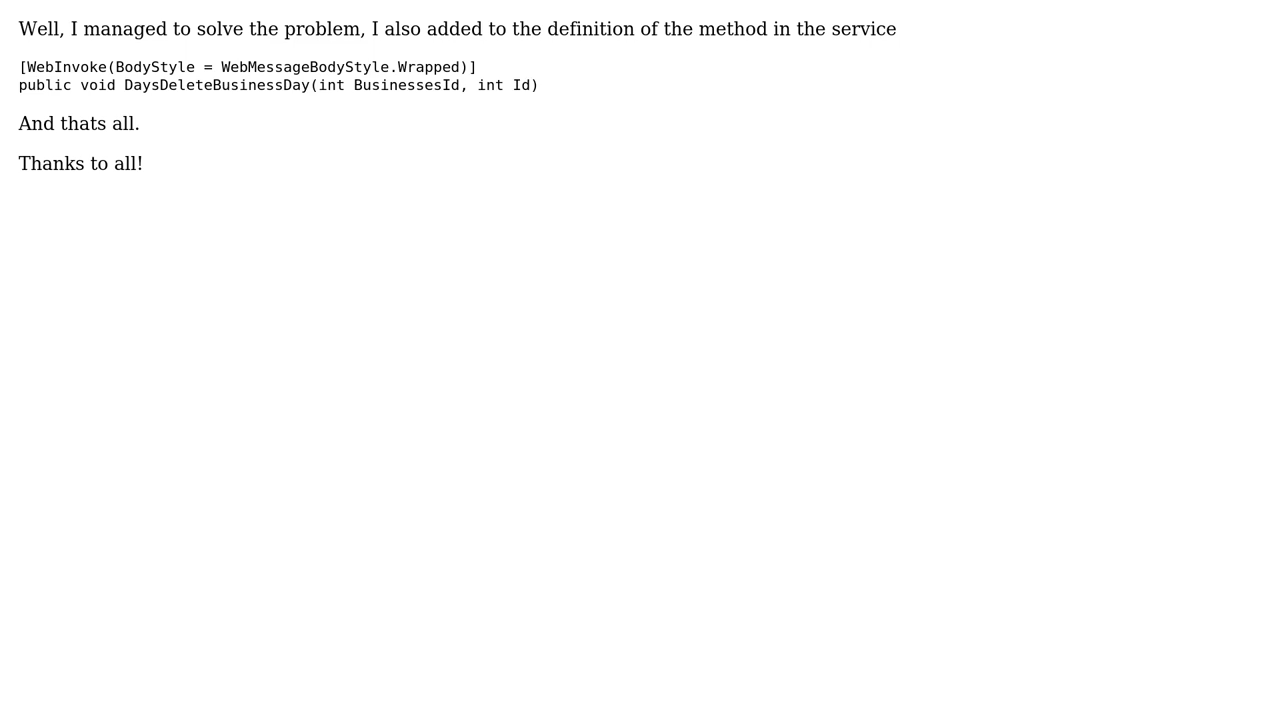 Well, I managed to solve the problem, I also added to the definition of the method in the service
[WebInvoke(BodyStyle = WebMessageBodyStyle.Wrapped)]
public void DaysDeleteBusinessDay(int BusinessesId, int Id)
And thats all.
Thanks to all!